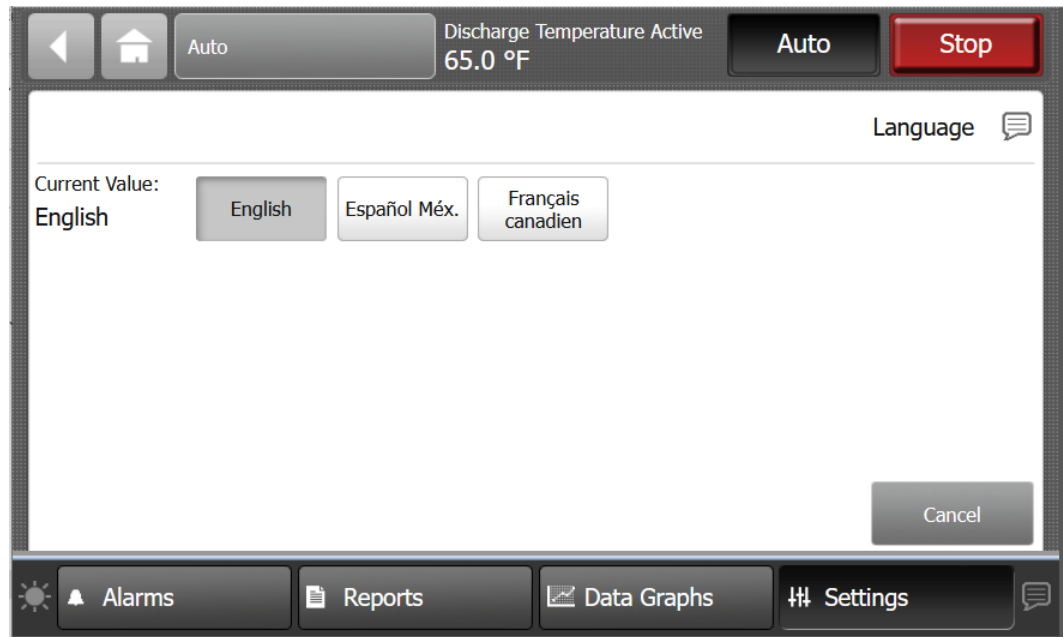 Auto
Discharge Temperature Active
65.0 °F
Auto
Stop
Language
Current Value:
English
English
Español Méx.
Français
canadien
Cancel
Alarms
Reports
Data Graphs
Settings